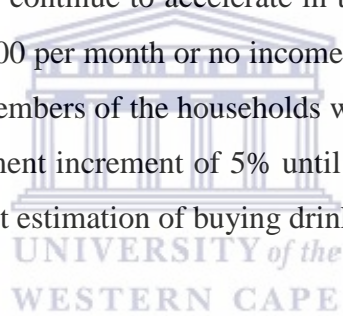 continue to accelerate in t
00 per month or no income
embers of the households w
ment increment of 5% until
t estimation of buying drink
UNIVERSITY of the
WESTERN CAPE